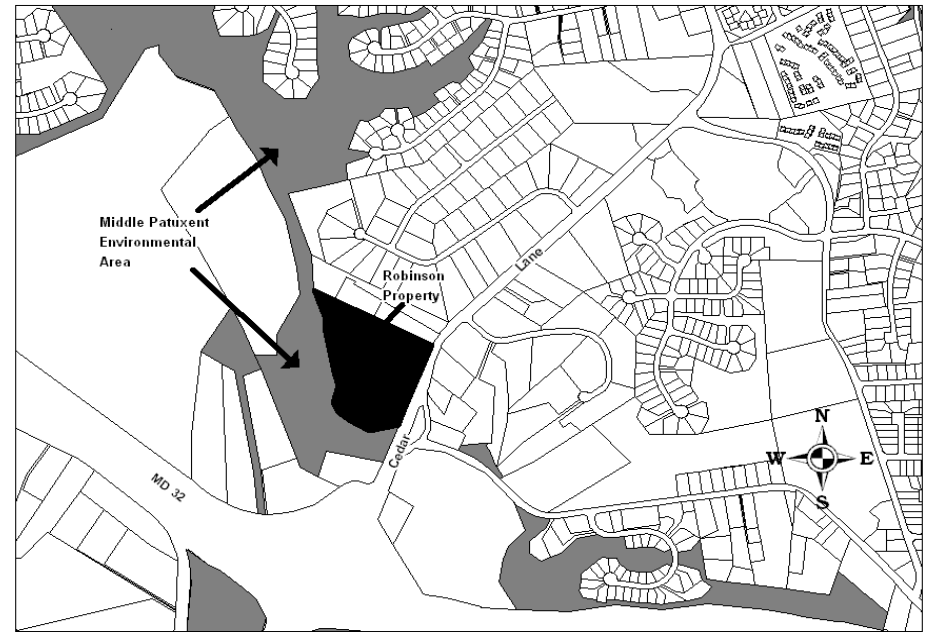 Middle Patuxent
Environmental
Area
Robinson
Property
Lane
Cedar
MD 32
N
W
E
S